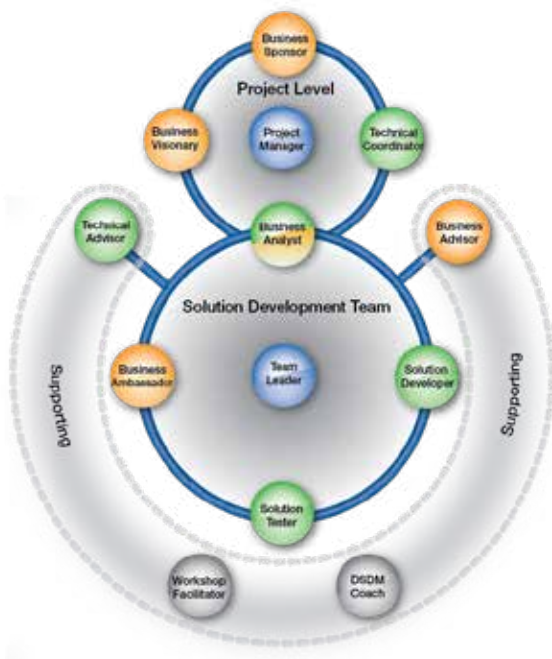 Business
Sponsor
Project Level
Business
Visionary
Project
Manager
Technical
Coordinator
Technical
Advisor
Business
Analyst
Business
Advisor
Solution Development Team
Business
Ambassador
Team
Leader
Solution
Developer
Supporting
Supporting
Solution
Tester
Workshop
Facilitator
DSDM
Coach